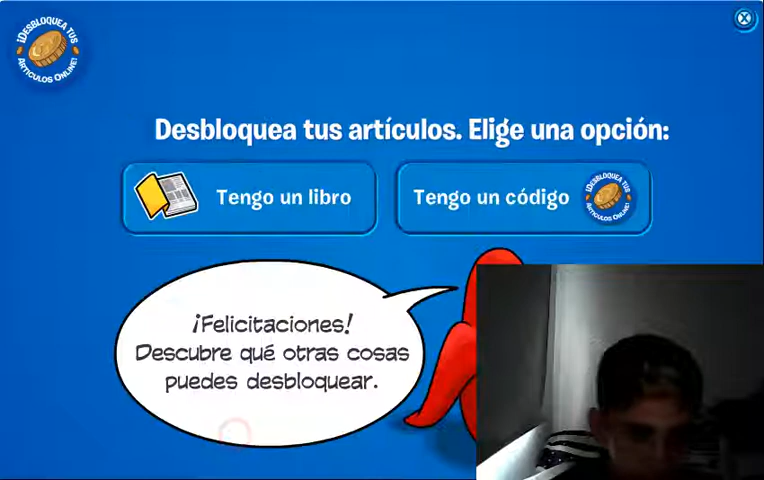 ¡DESBLOQUEA TUS
ARTÍCULOS ONLINE!
Desbloquea tus artículos. Elige una opción:
Tengo un libro
Tengo un código
¡DESBLOQUEA TUS
ARTÍCULOS ONLINE!
¡Felicitaciones!
Descubre qué otras cosas
puedes desbloquear.